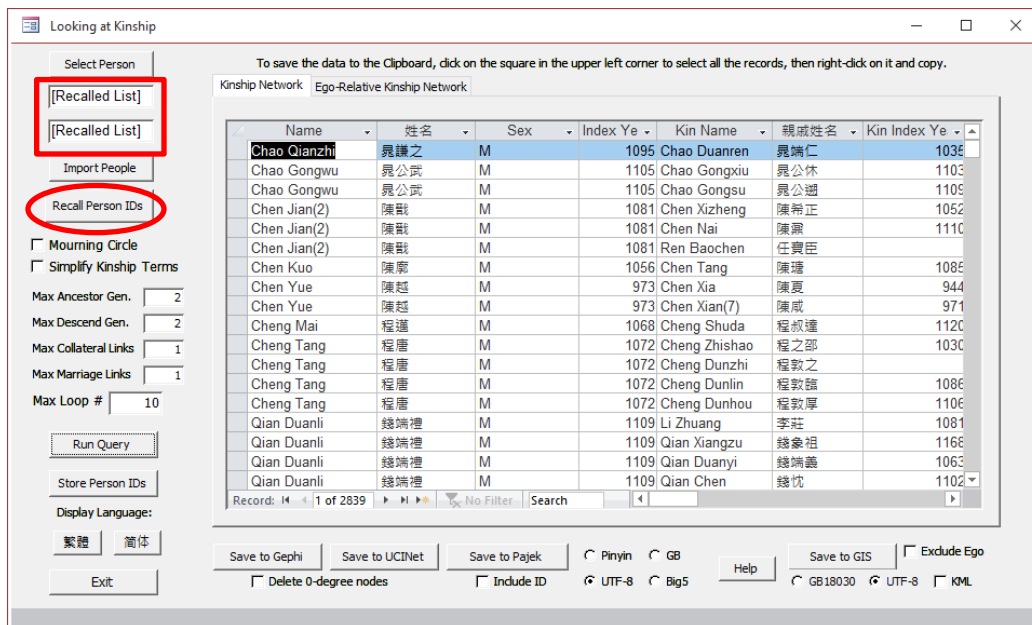 Looking at Kinship
Select Person
To save the data to the Clipboard, click on the square in the upper left corner to select all the records, then right-click on it and copy.
[Recalled List]
[Recalled List]
Import People
Recall Person IDs
Mourning Circle
Simplify Kinship Terms
Max Ancestor Gen. 2
Max Descend Gen. 2
Max Collateral Links 1
Max Marriage Links 1
Max Loop # 10
Run Query
Store Person IDs
Display Language:
繁體 简体
Exit
Kinship Network Ego-Relative Kinship Network
Name 姓名 Sex Index Ye Kin Name 親戚姓名 Kin Index Ye
Chao Qianzhi 晁謙之 M 1095 Chao Duanren 晁端仁 1035
Chao Gongwu 晁公武 M 1105 Chao Gongxiu 晁公休 1103
Chao Gongwu 晁公武 M 1105 Chao Gongsu 晁公遡 1109
Chen Jian(2) 陳戩 M 1081 Chen Xizheng 陳希正 1052
Chen Jian(2) 陳戩 M 1081 Chen Nai 陳鼐 1110
Chen Jian(2) 陳戩 M 1081 Ren Baochen 任寶臣
Chen Kuo 陳廓 M 1056 Chen Tang 陳瑭 1085
Chen Yue 陳越 M 973 Chen Xia 陳夏 944
Chen Yue 陳越 M 973 Chen Xian(7) 陳咸 971
Cheng Mai 程邁 M 1068 Cheng Shuda 程叔達 1120
Cheng Tang 程唐 M 1072 Cheng Zhishao 程之邵 1030
Cheng Tang 程唐 M 1072 Cheng Dunzhi 程敦之
Cheng Tang 程唐 M 1072 Cheng Dunlin 程敦臨 1086
Cheng Tang 程唐 M 1072 Cheng Dunhou 程敦厚 1106
Qian Duanli 錢端禮 M 1109 Li Zhuang 李莊 1081
Qian Duanli 錢端禮 M 1109 Qian Xiangzu 錢象祖 1168
Qian Duanli 錢端禮 M 1109 Qian Duanyi 錢端義 1063
Qian Duanli 錢端禮 M 1109 Qian Chen 錢忱 1102
Record: 1 of 2839 No Filter Search
Save to Gephi Save to UCINet Save to Pajek Pinyin GB Help Save to GIS Exclude Ego
Delete 0-degree nodes Include ID UTF-8 Big5 GB18030 UTF-8 KML